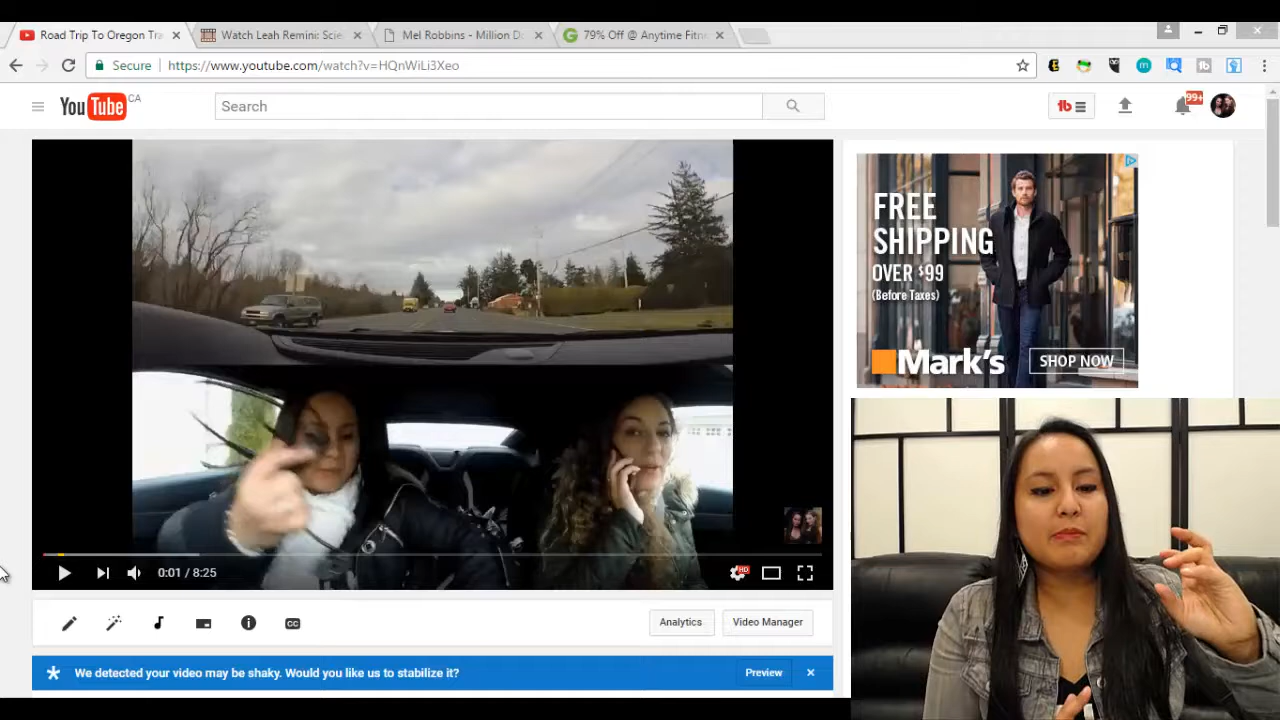 Road Trip To Oregon Tra
Watch Leah Remini: Scie
Mel Robbins - Million D
79% Off @ Anytime Fitn
Secure
https://www.youtube.com/watch?v=HQnWiLi3Xeo
YouTube CA
Search
99+
FREE
SHIPPING
OVER $99
(Before Taxes)
Mark's
SHOP NOW
0:01 / 8:25
HD
CC
Analytics
Video Manager
We detected your video may be shaky. Would you like us to stabilize it?
Preview